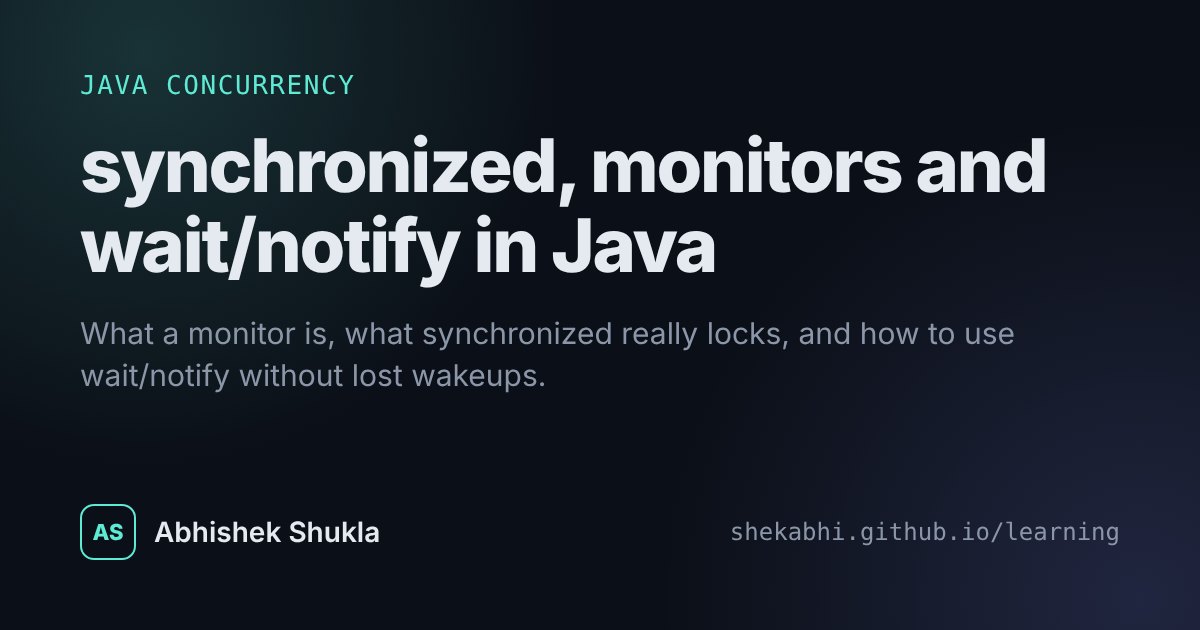 JAVA CONCURRENCY
synchronized, monitors and
wait/notify in Java
What a monitor is, what synchronized really locks, and how to use
wait/notify without lost wakeups.
AS
Abhishek Shukla
shekabhi.github.io/learning